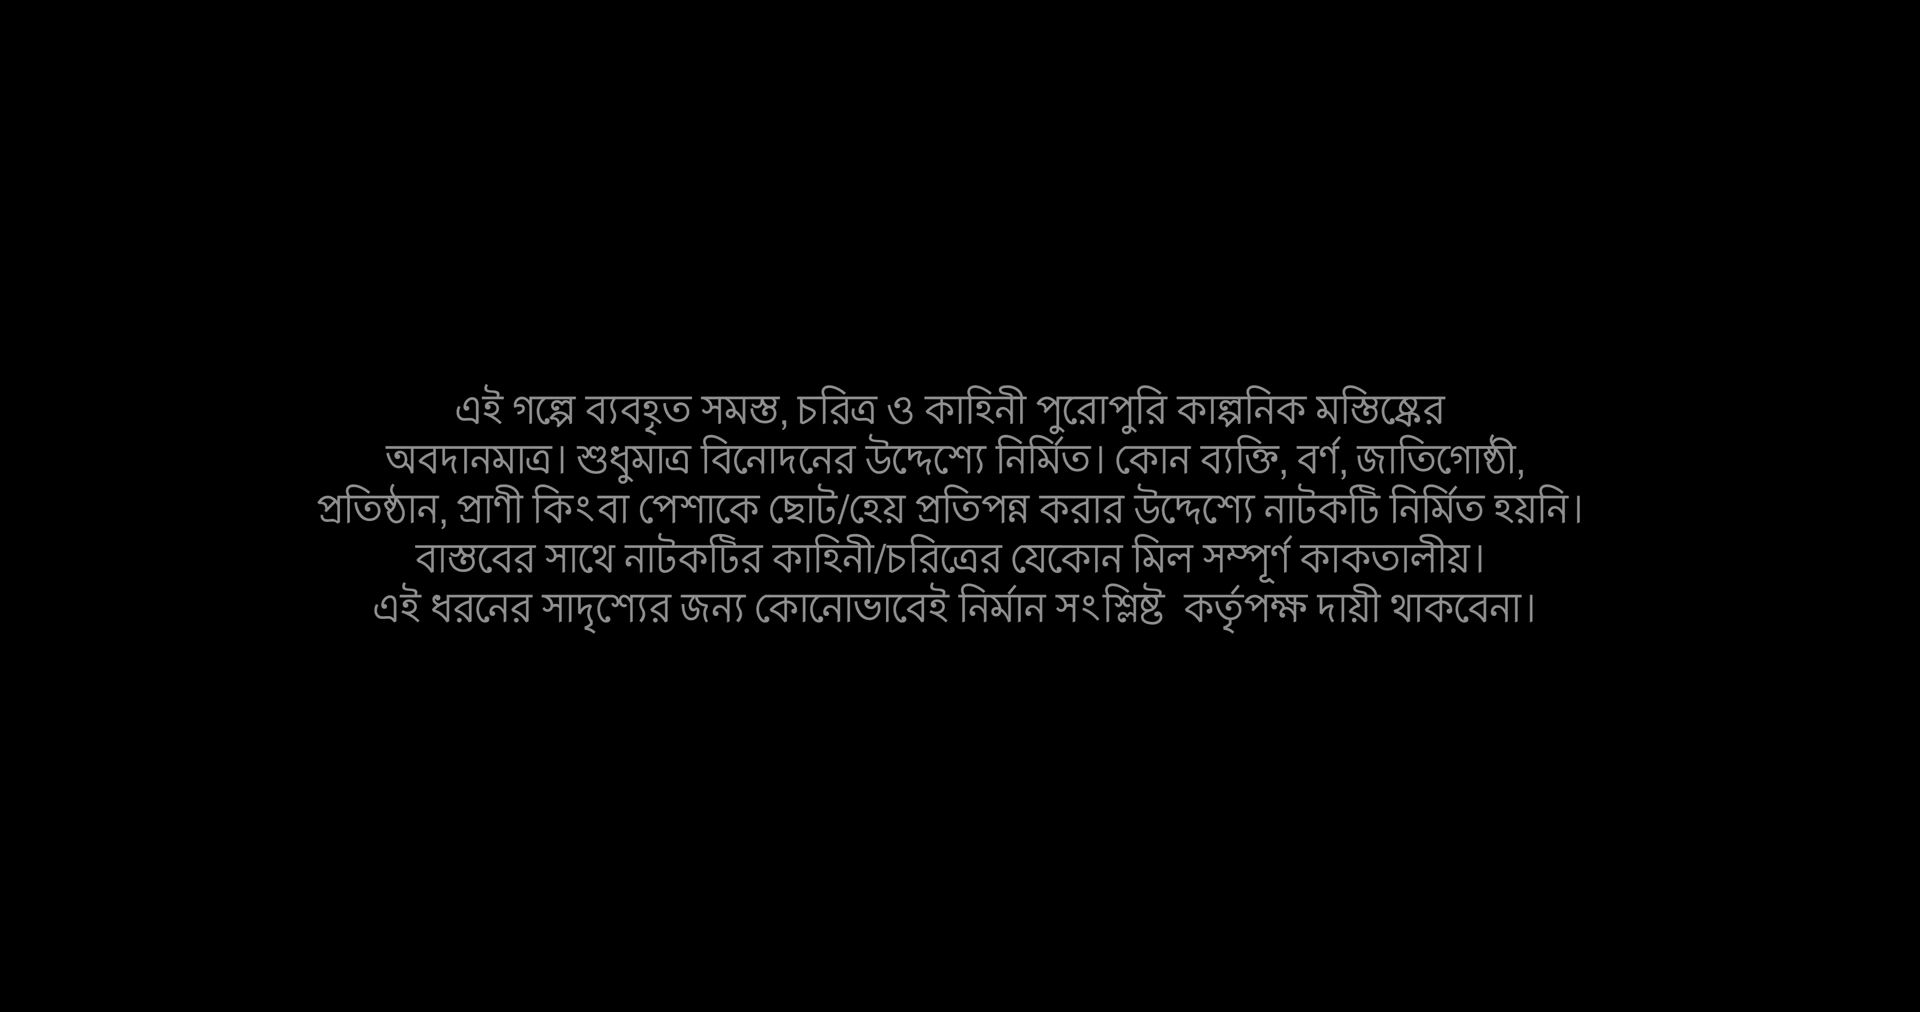 এই গল্পে ব্যবহৃত সমস্ত, চরিত্র ও কাহিনী পুরোপুরি কাল্পনিক মস্তিষ্কের
অবদানমাত্র। শুধুমাত্র বিনোদনের উদ্দেশ্যে নির্মিত। কোন ব্যক্তি, বর্ণ, জাতিগোষ্ঠী,
প্রতিষ্ঠান, প্রাণী কিংবা পেশাকে ছোট/হেয় প্রতিপন্ন করার উদ্দেশ্যে নাটকটি নির্মিত হয়নি।
বাস্তবের সাথে নাটকটির কাহিনী/চরিত্রের যেকোন মিল সম্পূর্ণ কাকতালীয়।
এই ধরনের সাদৃশ্যের জন্য কোনোভাবেই নির্মান সংশ্লিষ্ট  কর্তৃপক্ষ দায়ী থাকবেনা।